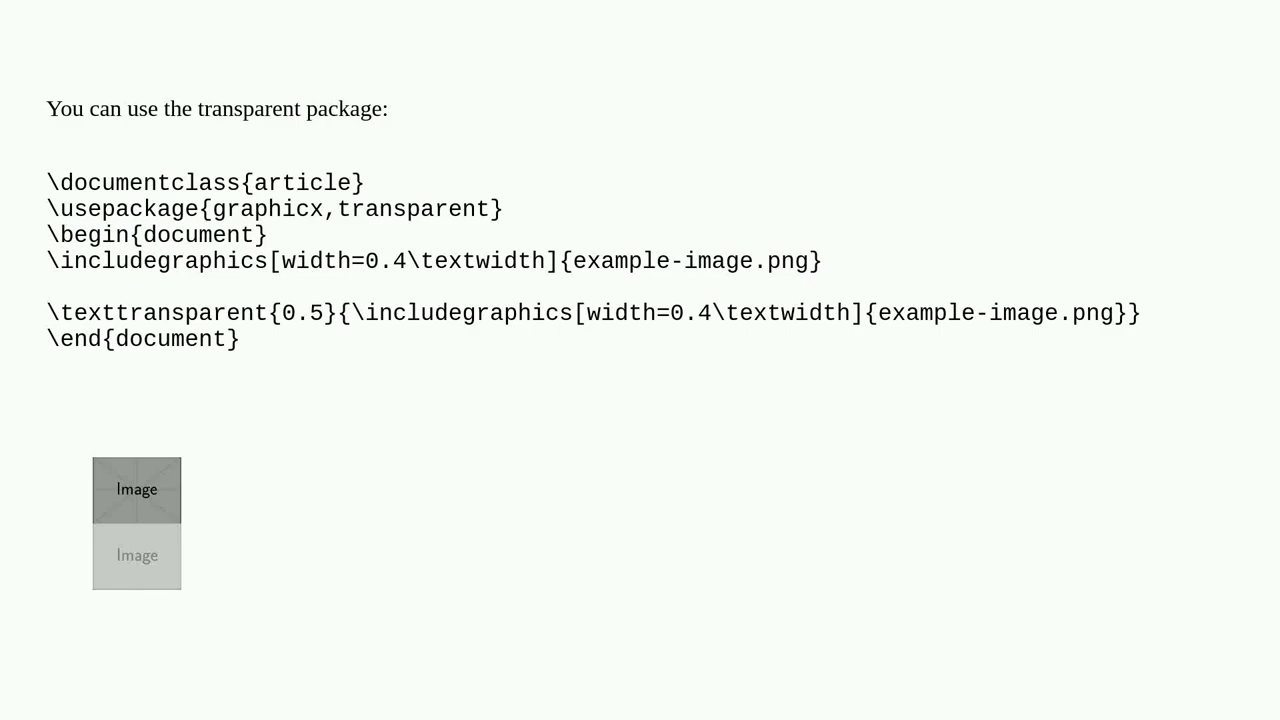 You can use the transparent package:
\documentclass{article}
\usepackage{graphicx,transparent}
\begin{document}
\includegraphics[width=0.4\textwidth]{example-image.png}
\texttransparent{0.5}{\includegraphics[width=0.4\textwidth]{example-image.png}}
\end{document}
Image
Image